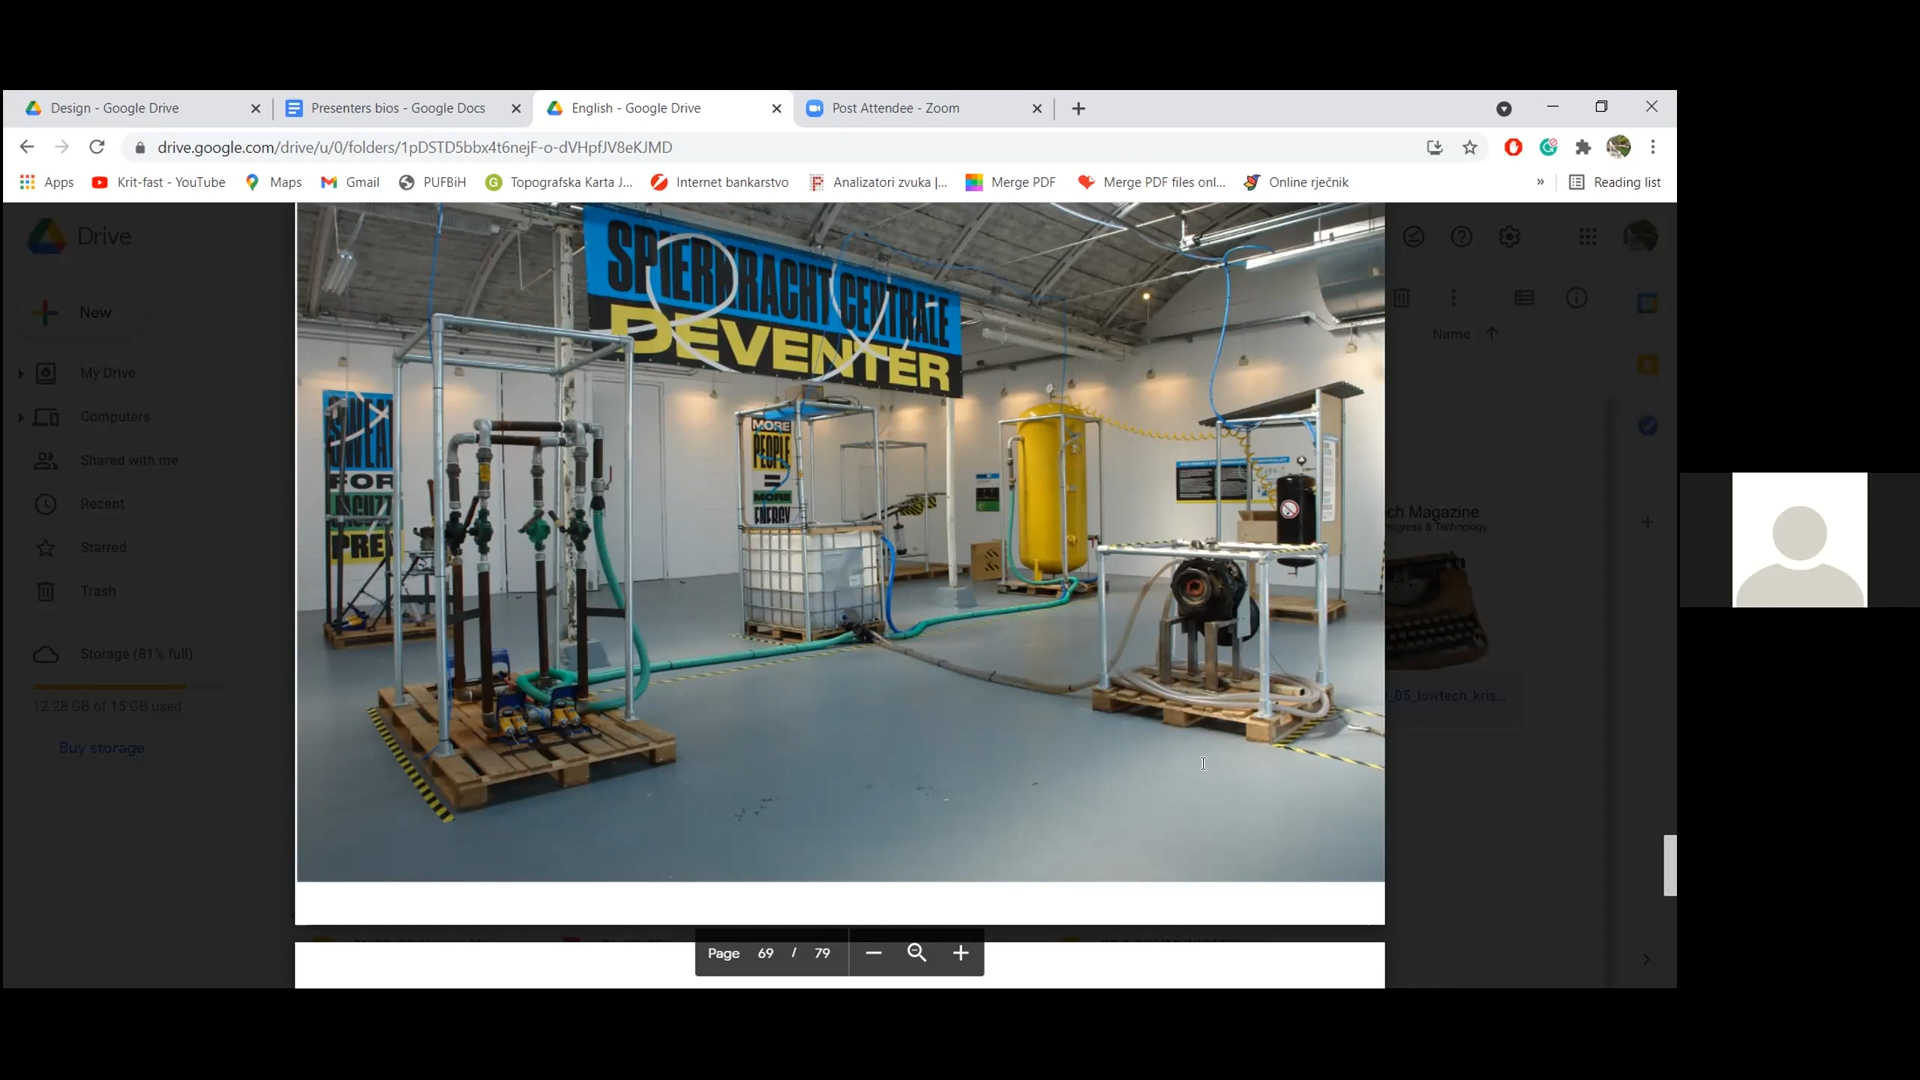 Design - Google Drive
Presenters bios - Google Docs
English - Google Drive
Post Attendee - Zoom
drive.google.com/drive/u/0/folders/1pDSTD5bbx4t6nejF-o-dVHpfJV8eKJMD
Apps
Krit-fast - YouTube
Maps
Gmail
PUFBiH
Topografska Karta J...
Internet bankarstvo
Analizatori zvuka |...
Merge PDF
Merge PDF files onl...
Online rječnik
»
Reading list
Drive
New
My Drive
Computers
Shared with me
Recent
Starred
Trash
Storage (81% full)
12.28 GB of 15 GB used
Buy storage
Name
SPIERKRACHT CENTRALE
DEVENTER
FOR
MORE
PEOPLE
=
MORE
ENERGY
ch Magazine
_05_lowtech_kris...
Page 69 / 79